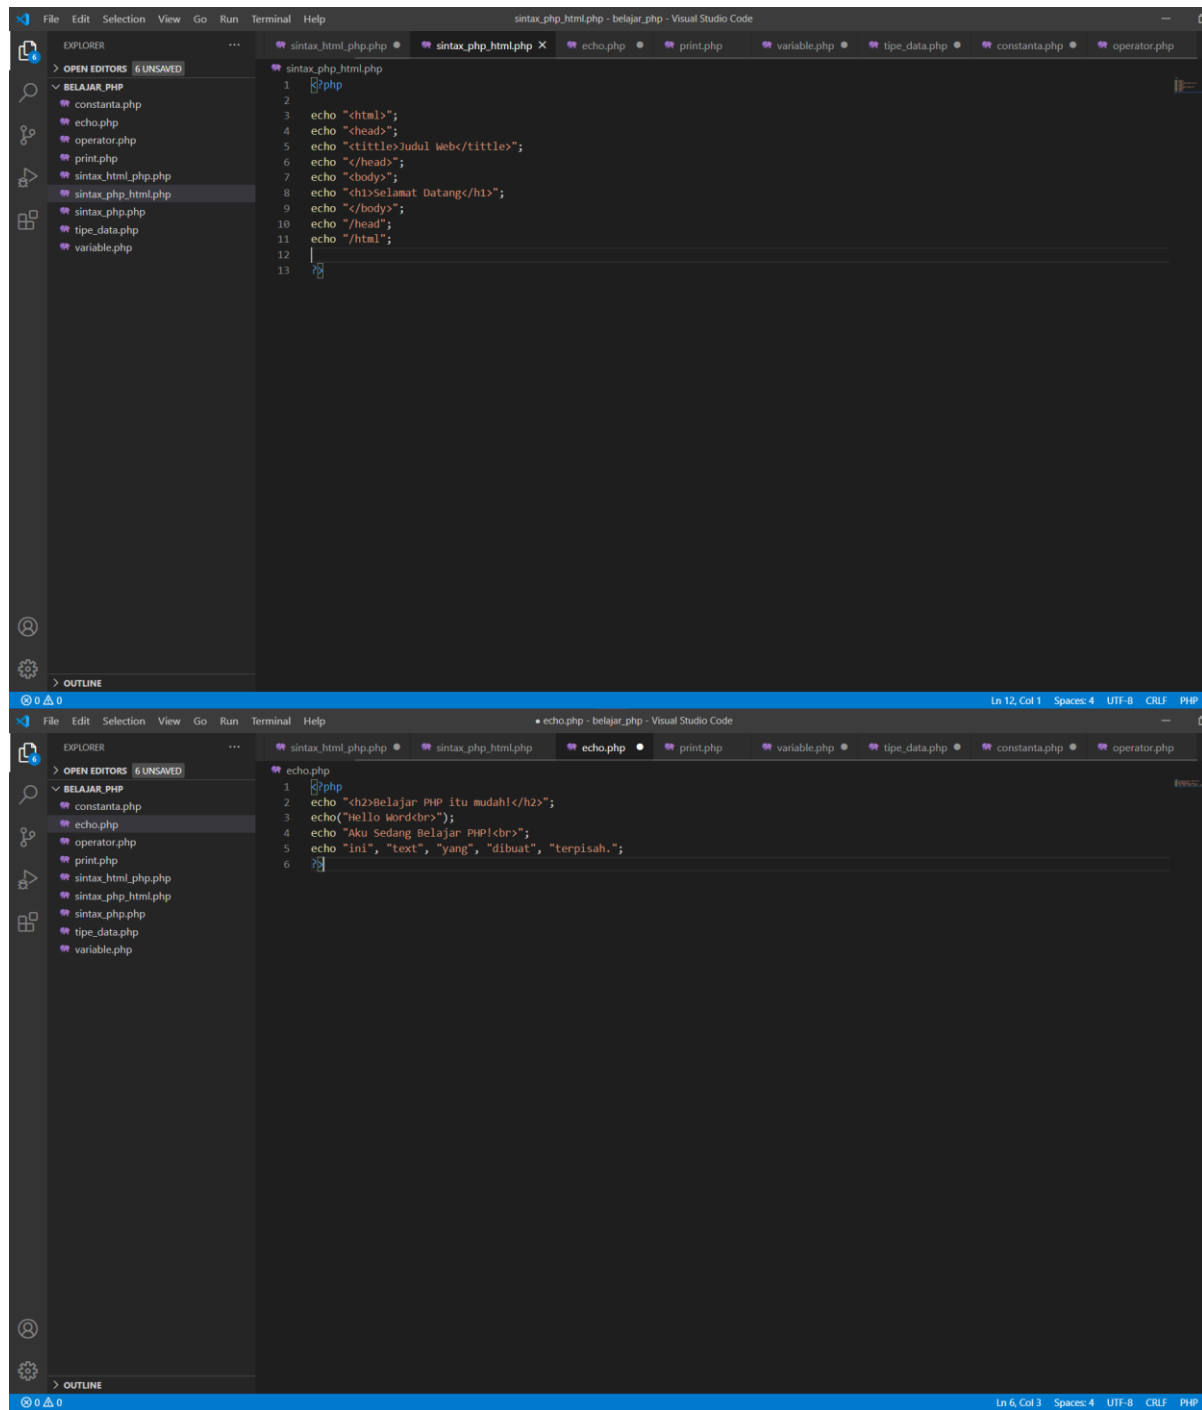 File Edit Selection View Go Run Terminal Help sintax_php_html.php - belajar_php - Visual Studio Code
EXPLORER ... sintax_html_php.php sintax_php_html.php echo.php print.php variable.php tipe_data.php constanta.php operator.php
6
OPEN EDITORS 6 UNSAVED
sintax_php_html.php
BELAJAR_PHP
constanta.php
echo.php
operator.php
print.php
sintax_html_php.php
sintax_php_html.php
sintax_php.php
tipe_data.php
variable.php
1 <?php
2
3 echo "<html>";
4 echo "<head>";
5 echo "<tittle>Judul Web</tittle>";
6 echo "</head>";
7 echo "<body>";
8 echo "<h1>Selamat Datang</h1>";
9 echo "</body>";
10 echo "/head";
11 echo "/html";
12
13 ?>
OUTLINE
0 0 Ln 12, Col 1 Spaces: 4 UTF-8 CRLF PHP
File Edit Selection View Go Run Terminal Help ● echo.php - belajar_php - Visual Studio Code
EXPLORER ... sintax_html_php.php sintax_php_html.php echo.php print.php variable.php tipe_data.php constanta.php operator.php
6
OPEN EDITORS 6 UNSAVED
echo.php
BELAJAR_PHP
constanta.php
echo.php
operator.php
print.php
sintax_html_php.php
sintax_php_html.php
sintax_php.php
tipe_data.php
variable.php
1 <?php
2 echo "<h2>Belajar PHP itu mudah!</h2>";
3 echo("Hello Word<br>");
4 echo "Aku Sedang Belajar PHP!<br>";
5 echo "ini", "text", "yang", "dibuat", "terpisah.";
6 ?>
OUTLINE
0 0 Ln 6, Col 3 Spaces: 4 UTF-8 CRLF PHP